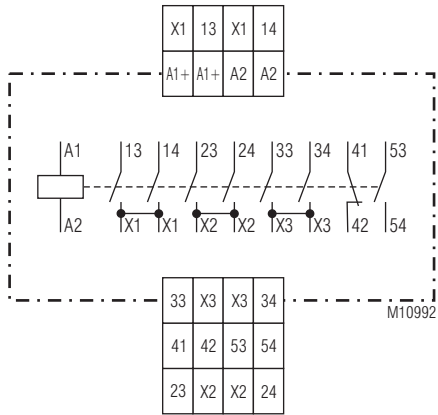 X1 13 X1 14
A1+ A1+ A2 A2
A1 13 14 23 24 33 34 41 53
A2 X1 X1 X2 X2 X3 X3 42 54
M10992
33 X3 X3 34
41 42 53 54
23 X2 X2 24